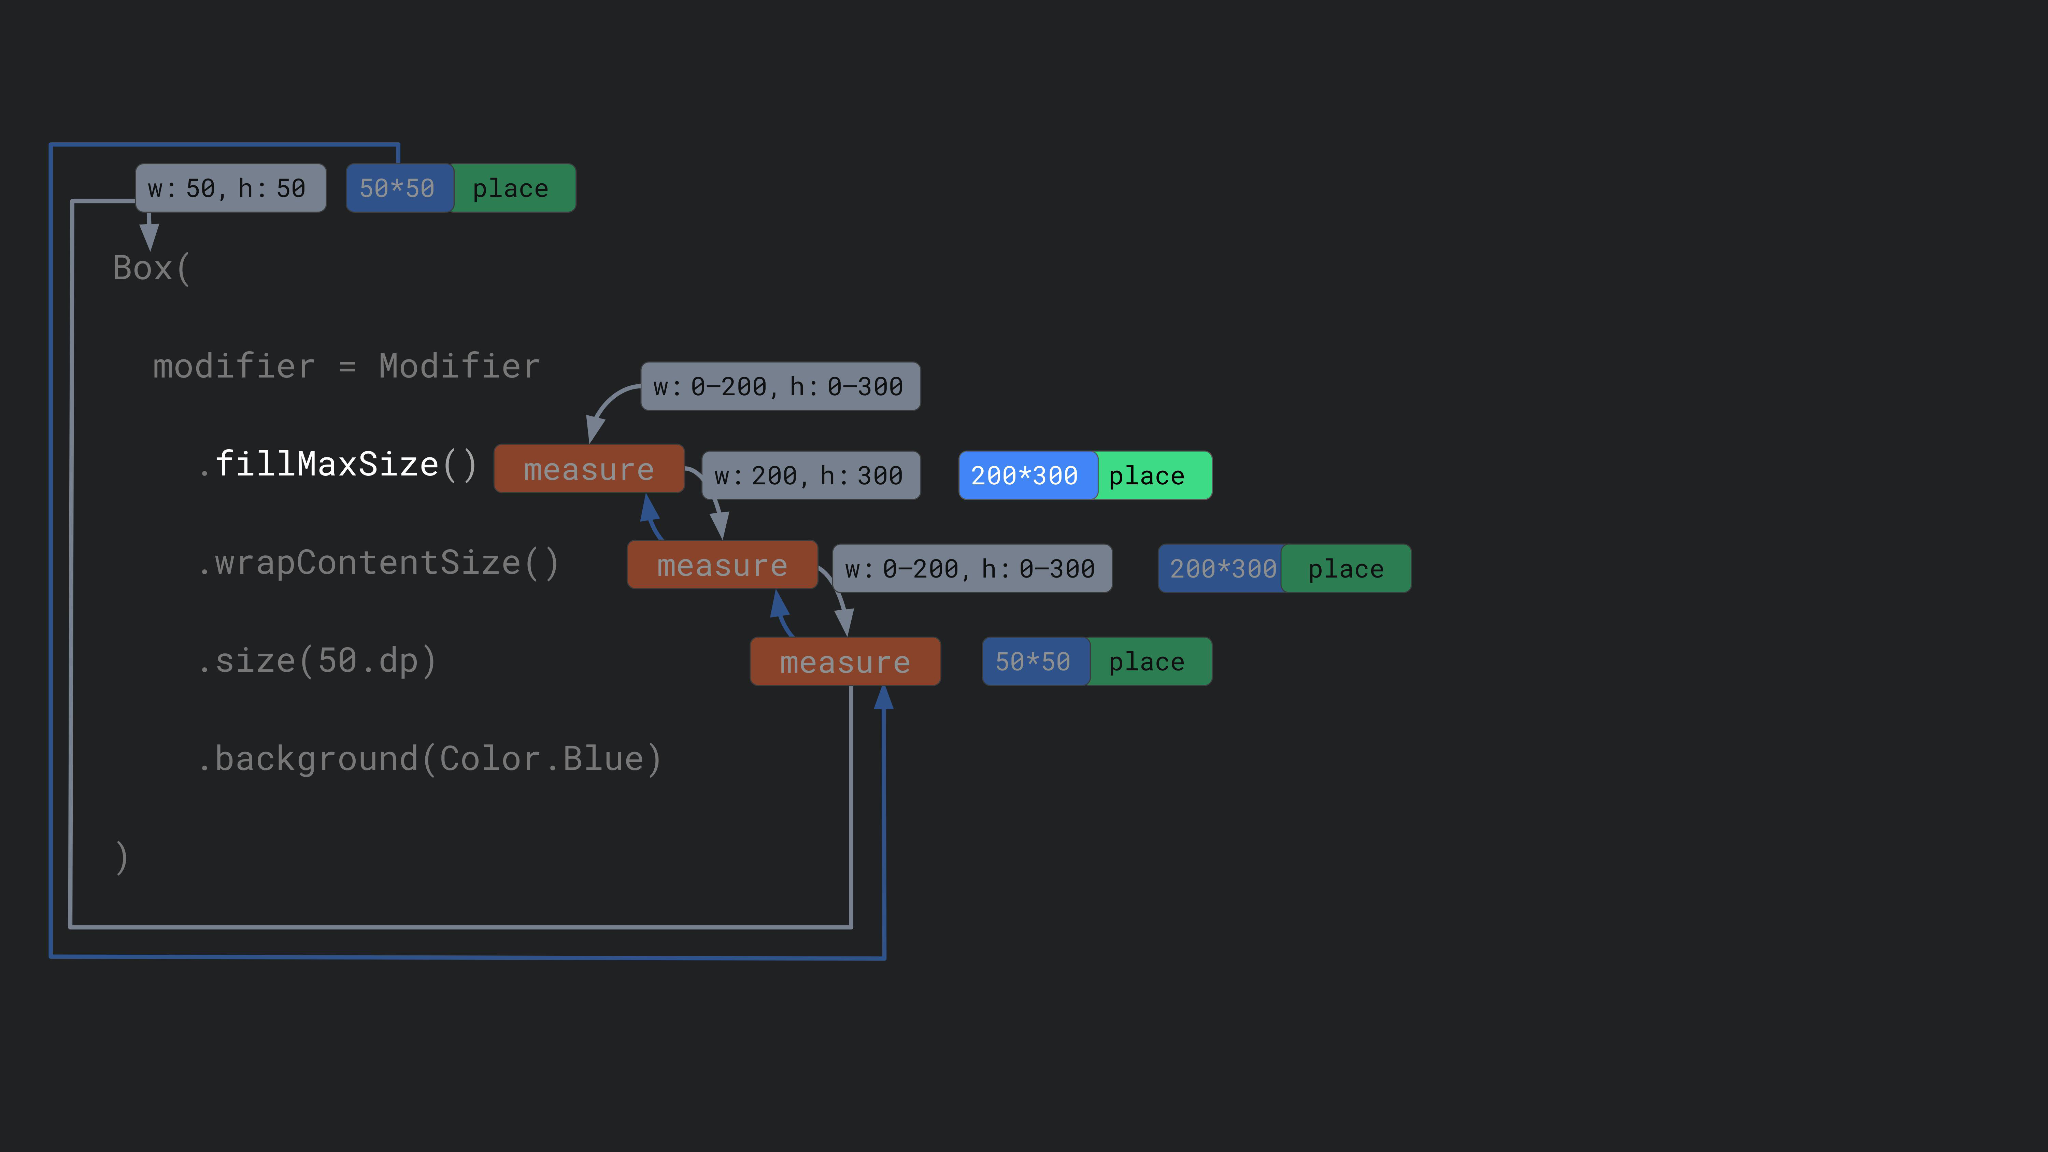 w: 50, h: 50 50*50 place
Box(
modifier = Modifier
w: 0–200, h: 0–300
.fillMaxSize() measure w: 200, h: 300 200*300 place
.wrapContentSize() measure w: 0–200, h: 0–300 200*300 place
.size(50.dp) measure 50*50 place
.background(Color.Blue)
)